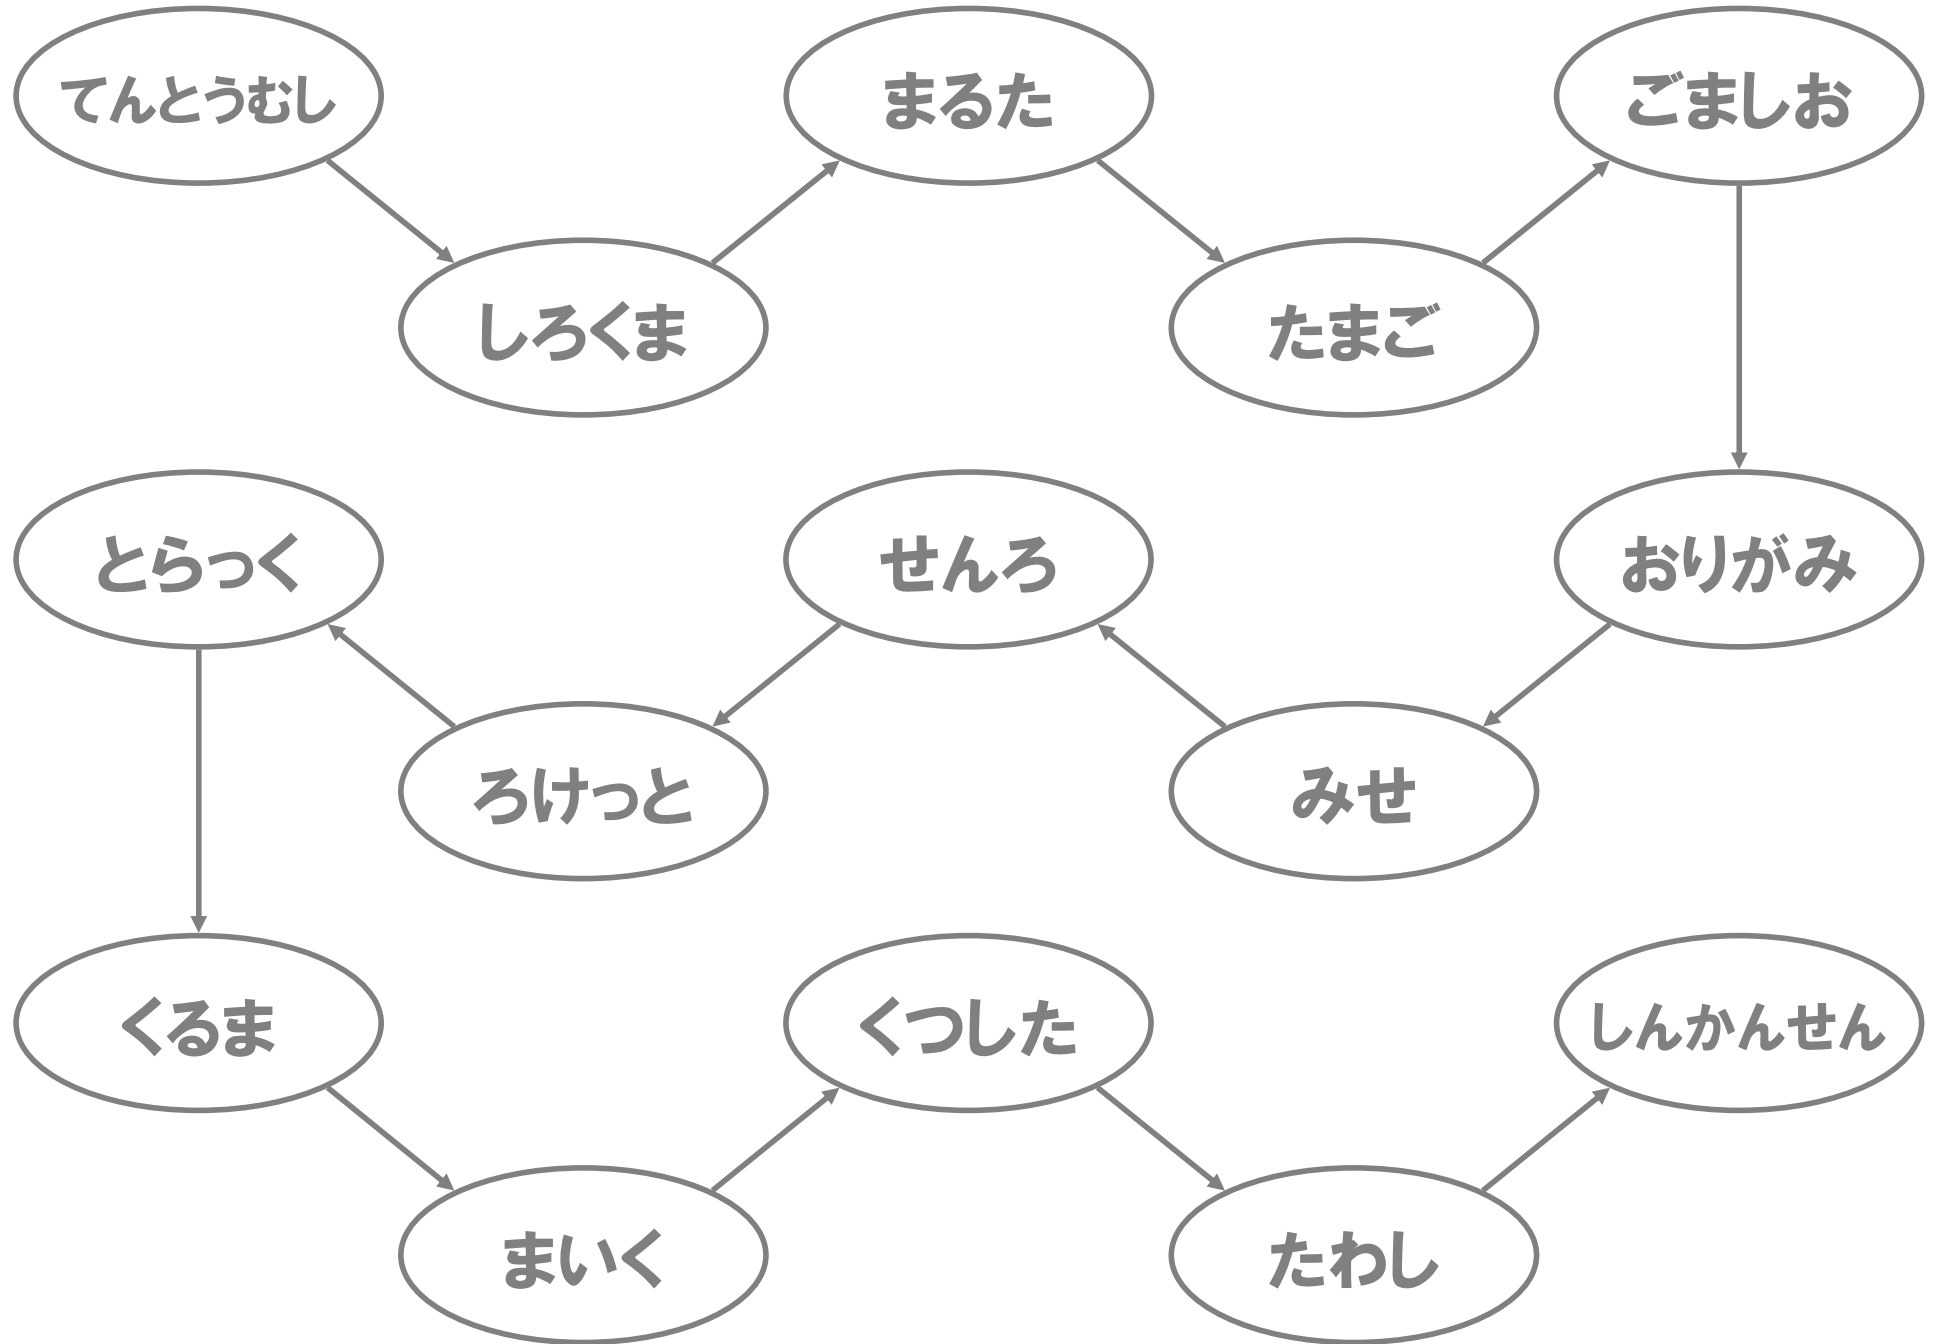 てんとうむし
しろくま
まるた
たまご
ごましお
おりがみ
みせ
せんろ
ろけっと
とらっく
くるま
まいく
くつした
たわし
しんかんせん